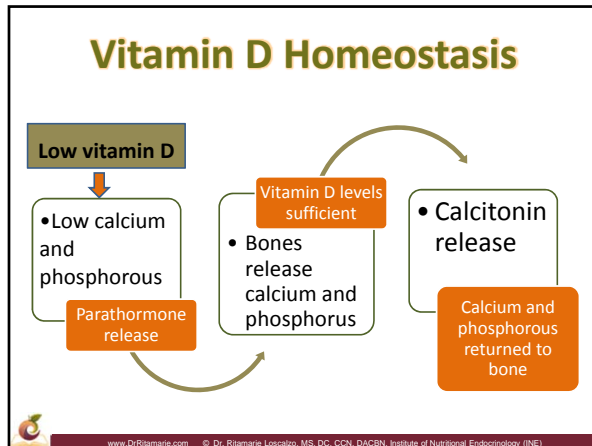 Vitamin D Homeostasis
Low vitamin D
•Low calcium
and
phosphorous
Parathormone
release
Vitamin D levels
sufficient
• Bones
release
calcium and
phosphorus
• Calcitonin
release
Calcium and
phosphorous
returned to
bone
www.DrRitamarie.com © Dr. Ritamarie Loscalzo, MS, DC, CCN, DACBN, Institute of Nutritional Endocrinology (INE)